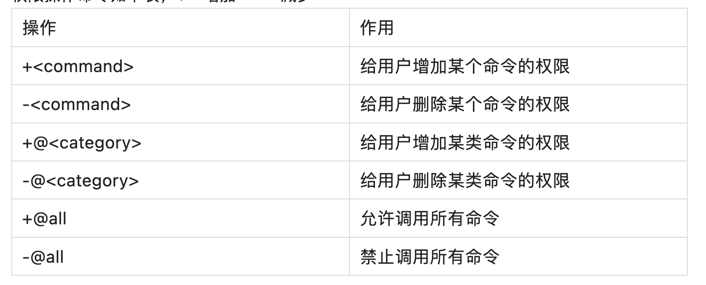 操作 作用
+<command> 给用户增加某个命令的权限
-<command> 给用户删除某个命令的权限
+@<category> 给用户增加某类命令的权限
-@<category> 给用户删除某类命令的权限
+@all 允许调用所有命令
-@all 禁止调用所有命令